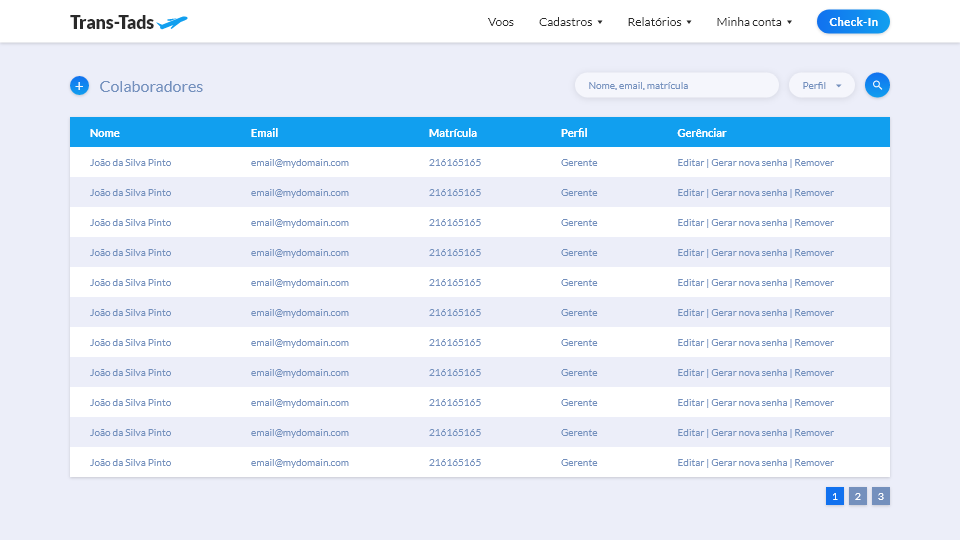 Trans-Tads Voos Cadastros Relatórios Minha conta Check-In
+ Colaboradores Nome, email, matrícula Perfil
Nome Email Matrícula Perfil Gerênciar
João da Silva Pinto email@mydomain.com 216165165 Gerente Editar | Gerar nova senha | Remover
João da Silva Pinto email@mydomain.com 216165165 Gerente Editar | Gerar nova senha | Remover
João da Silva Pinto email@mydomain.com 216165165 Gerente Editar | Gerar nova senha | Remover
João da Silva Pinto email@mydomain.com 216165165 Gerente Editar | Gerar nova senha | Remover
João da Silva Pinto email@mydomain.com 216165165 Gerente Editar | Gerar nova senha | Remover
João da Silva Pinto email@mydomain.com 216165165 Gerente Editar | Gerar nova senha | Remover
João da Silva Pinto email@mydomain.com 216165165 Gerente Editar | Gerar nova senha | Remover
João da Silva Pinto email@mydomain.com 216165165 Gerente Editar | Gerar nova senha | Remover
João da Silva Pinto email@mydomain.com 216165165 Gerente Editar | Gerar nova senha | Remover
João da Silva Pinto email@mydomain.com 216165165 Gerente Editar | Gerar nova senha | Remover
João da Silva Pinto email@mydomain.com 216165165 Gerente Editar | Gerar nova senha | Remover
1 2 3